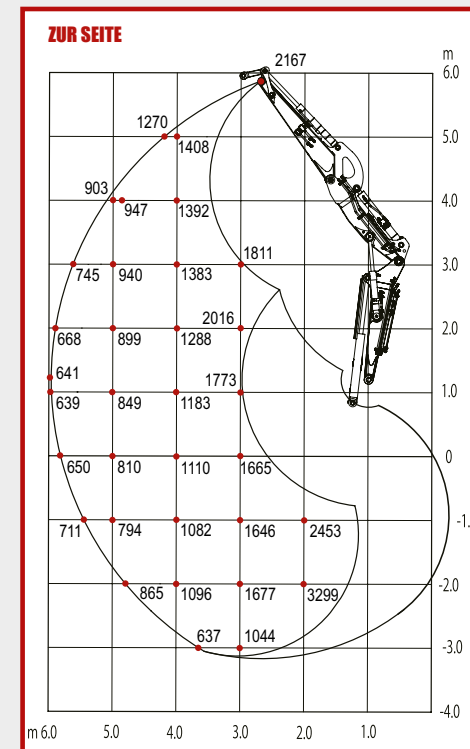 ZUR SEITE
m
2167 6.0
1270 1408 5.0
903 947 1392 4.0
745 940 1383 1811 3.0
668 899 1288 2016 2.0
641
639 849 1183 1773 1.0
650 810 1110 1665 0
711 794 1082 1646 2453 -1.
865 1096 1677 3299 -2.0
637 1044 -3.0
-4.0
m 6.0 5.0 4.0 3.0 2.0 1.0